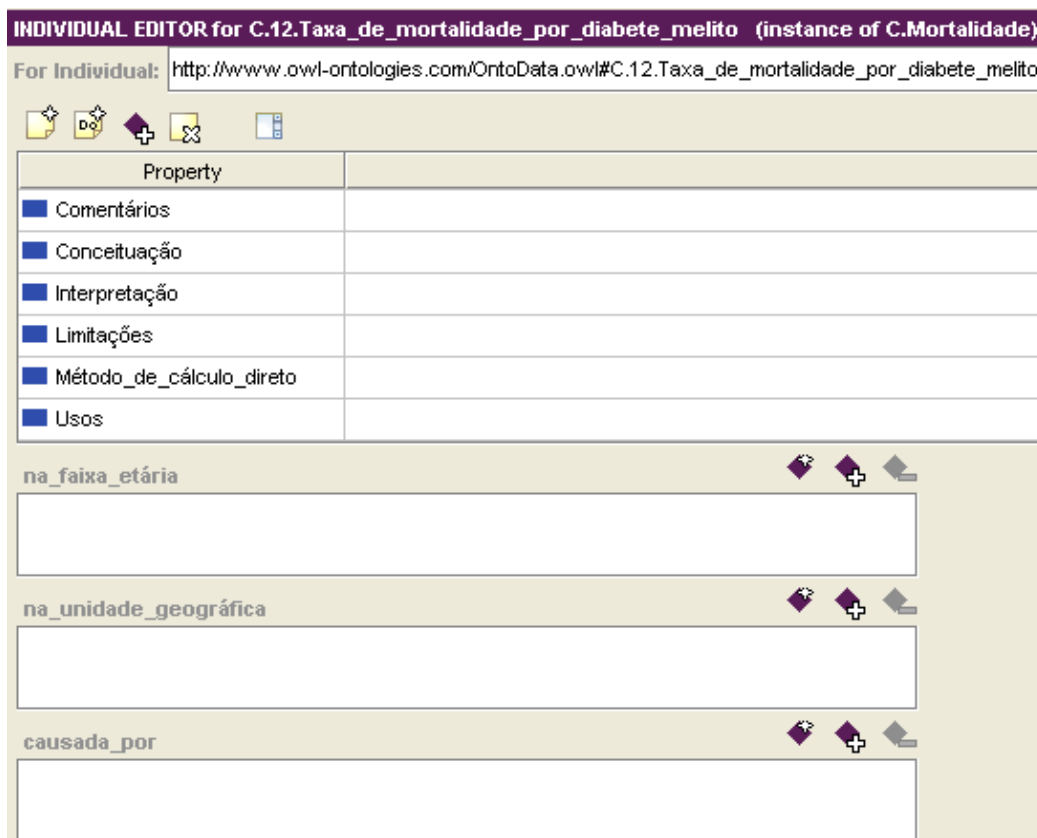 INDIVIDUAL EDITOR for C.12.Taxa_de_mortalidade_por_diabete_melito (instance of C.Mortalidade)
For Individual: http://www.owl-ontologies.com/OntoData.owl#C.12.Taxa_de_mortalidade_por_diabete_melito
Property
Comentários
Conceituação
Interpretação
Limitações
Método_de_cálculo_direto
Usos
na_faixa_etária
na_unidade_geográfica
causada_por